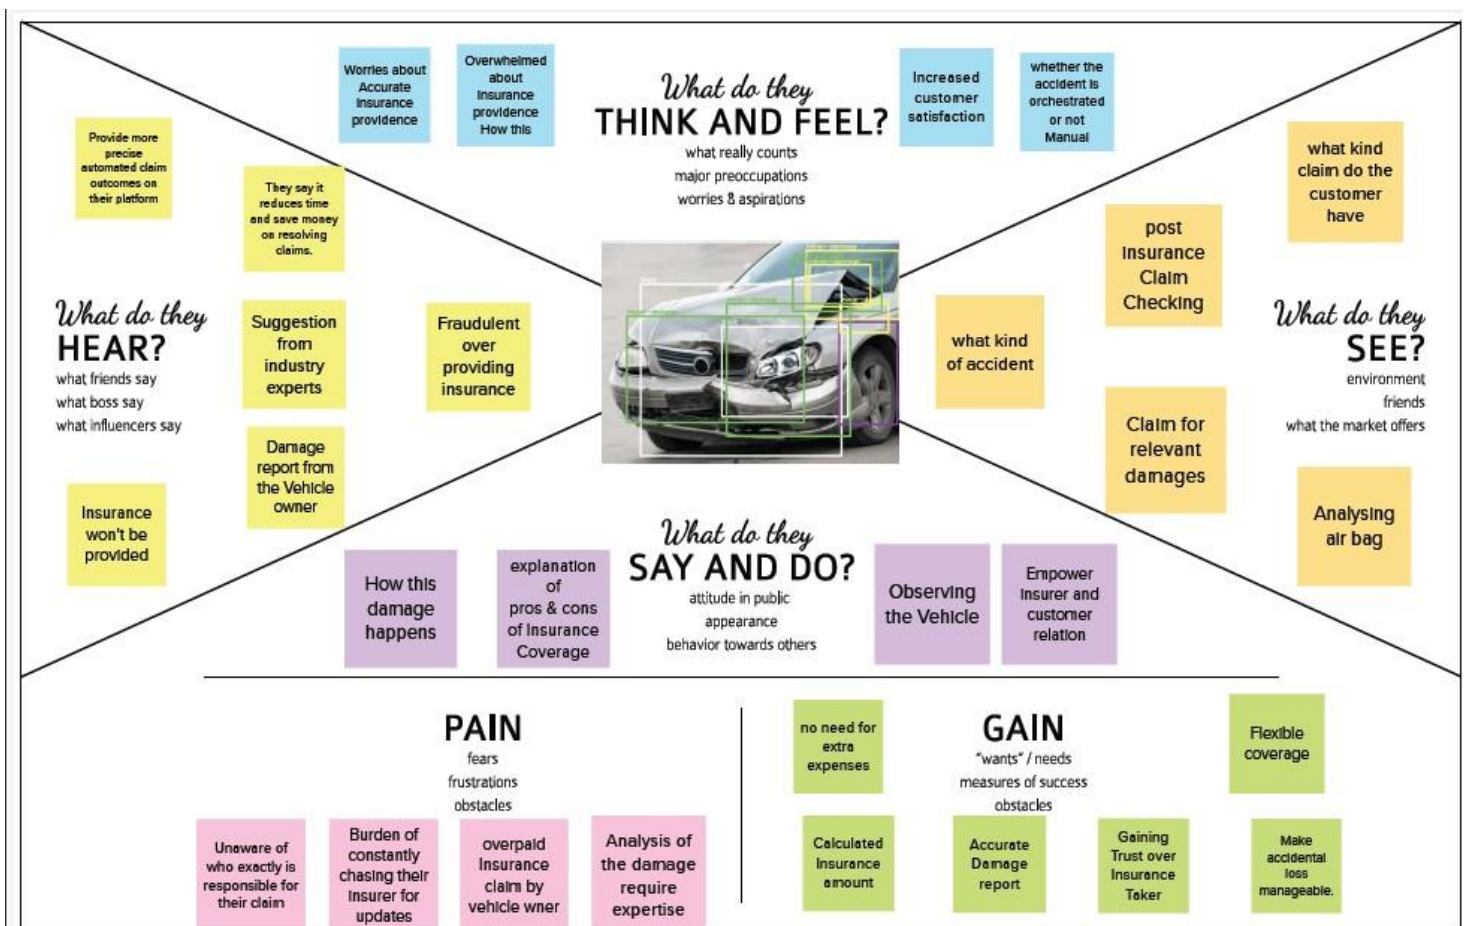 What do they
THINK AND FEEL?
what really counts
major preoccupations
worries & aspirations
Worries about
Accurate
Insurance
providence
Overwhelmed
about
Insurance
providence
How this
Increased
customer
satisfaction
whether the
accident is
orchestrated
or not
Manual
What do they
HEAR?
what friends say
what boss say
what influencers say
Provide more
precise
automated claim
outcomes on
their platform
They say it
reduces time
and save money
on resolving
claims.
Suggestion
from
industry
experts
Fraudulent
over
providing
insurance
Damage
report from
the Vehicle
owner
Insurance
won't be
provided
What do they
SEE?
environment
friends
what the market offers
what kind
claim do the
customer
have
post
Insurance
Claim
Checking
what kind
of accident
Claim for
relevant
damages
Analysing
air bag
What do they
SAY AND DO?
attitude in public
appearance
behavior towards others
How this
damage
happens
explanation
of
pros & cons
of Insurance
Coverage
Observing
the Vehicle
Empower
insurer and
customer
relation
PAIN
fears
frustrations
obstacles
Unaware of
who exactly is
responsible for
their claim
Burden of
constantly
chasing their
insurer for
updates
overpaid
Insurance
claim by
vehicle wner
Analysis of
the damage
require
expertise
GAIN
"wants" / needs
measures of success
obstacles
no need for
extra
expenses
Flexible
coverage
Calculated
Insurance
amount
Accurate
Damage
report
Gaining
Trust over
Insurance
Taker
Make
accidental
loss
manageable.